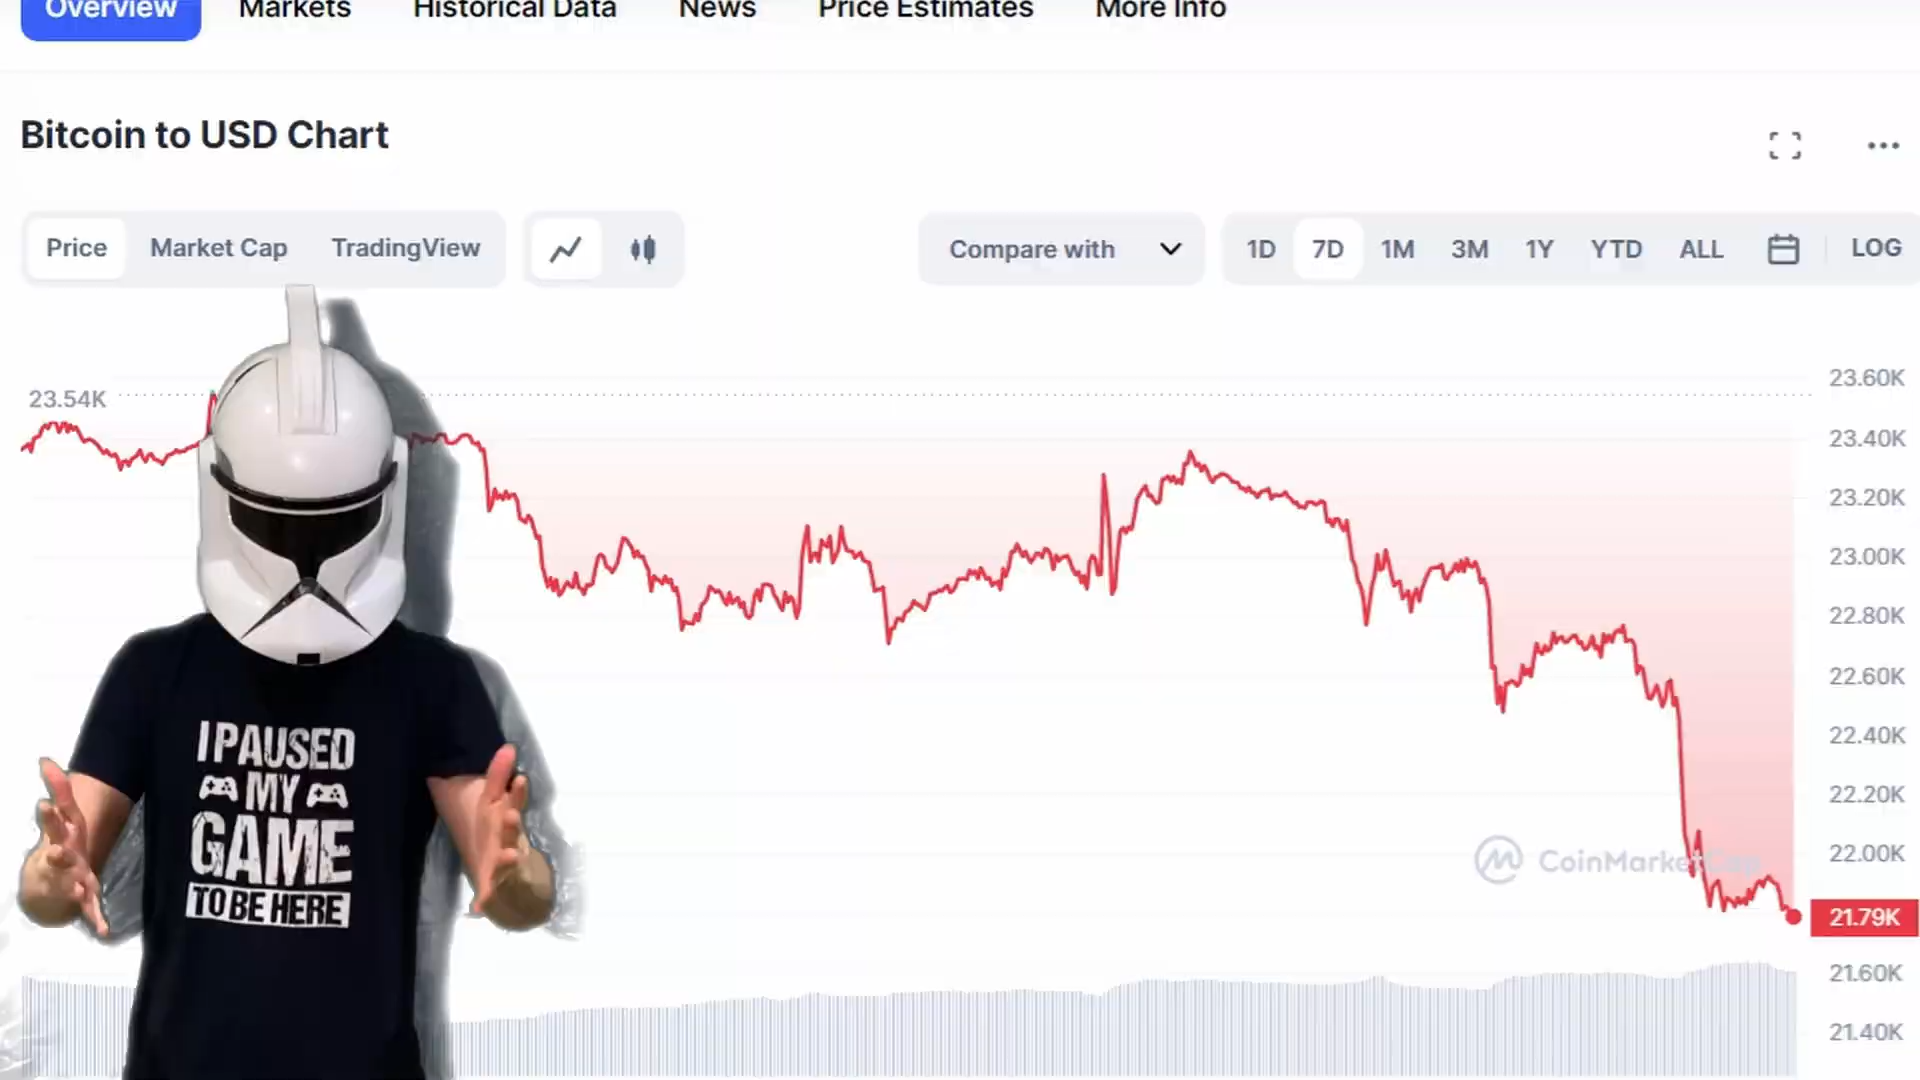 Overview Markets Historical Data News Price Estimates More Info
Bitcoin to USD Chart
Price Market Cap TradingView Compare with 1D 7D 1M 3M 1Y YTD ALL LOG
23.54K
23.60K
23.40K
23.20K
23.00K
22.80K
22.60K
22.40K
22.20K
22.00K
21.79K
21.60K
21.40K
CoinMarketCap
I PAUSED
MY
GAME
TO BE HERE